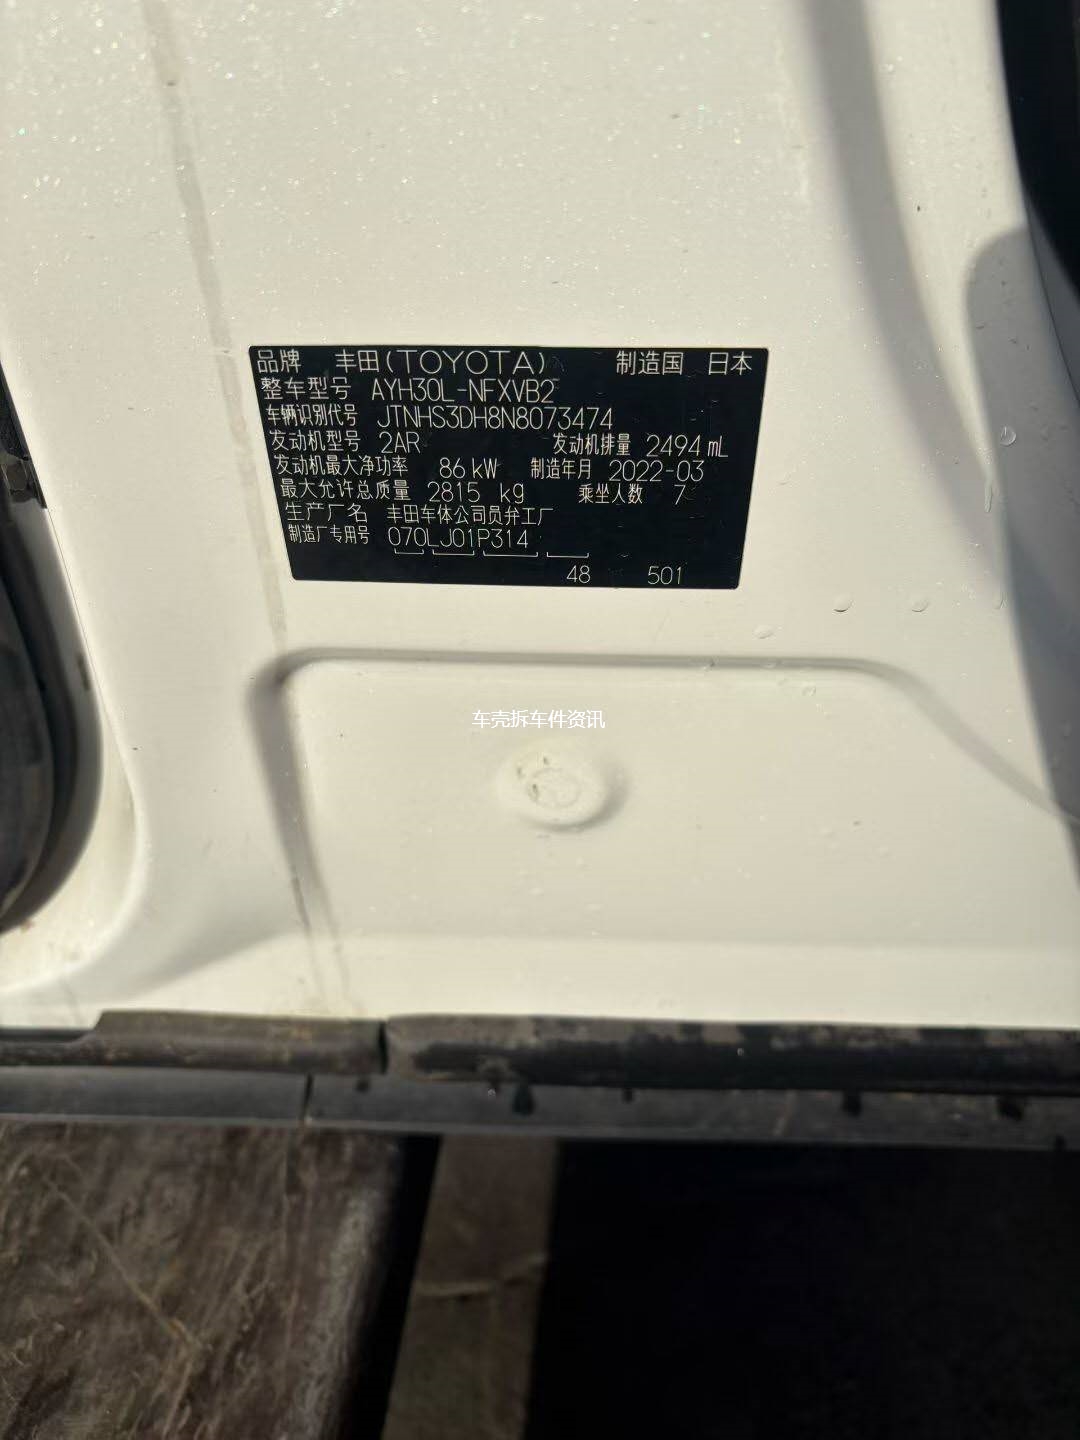 品牌 丰田(TOYOTA) 制造国 日本
整车型号 AYH30L-NFXVB2
车辆识别代号 JTNHS3DH8N8073474
发动机型号 2AR 发动机排量 2494 mL
发动机最大净功率 86 kW 制造年月 2022-03
最大允许总质量 2815 kg 乘坐人数 7
生产厂名 丰田车体公司员弁工厂
制造厂专用号 070LJ01P314
48 501
车壳拆车件资讯